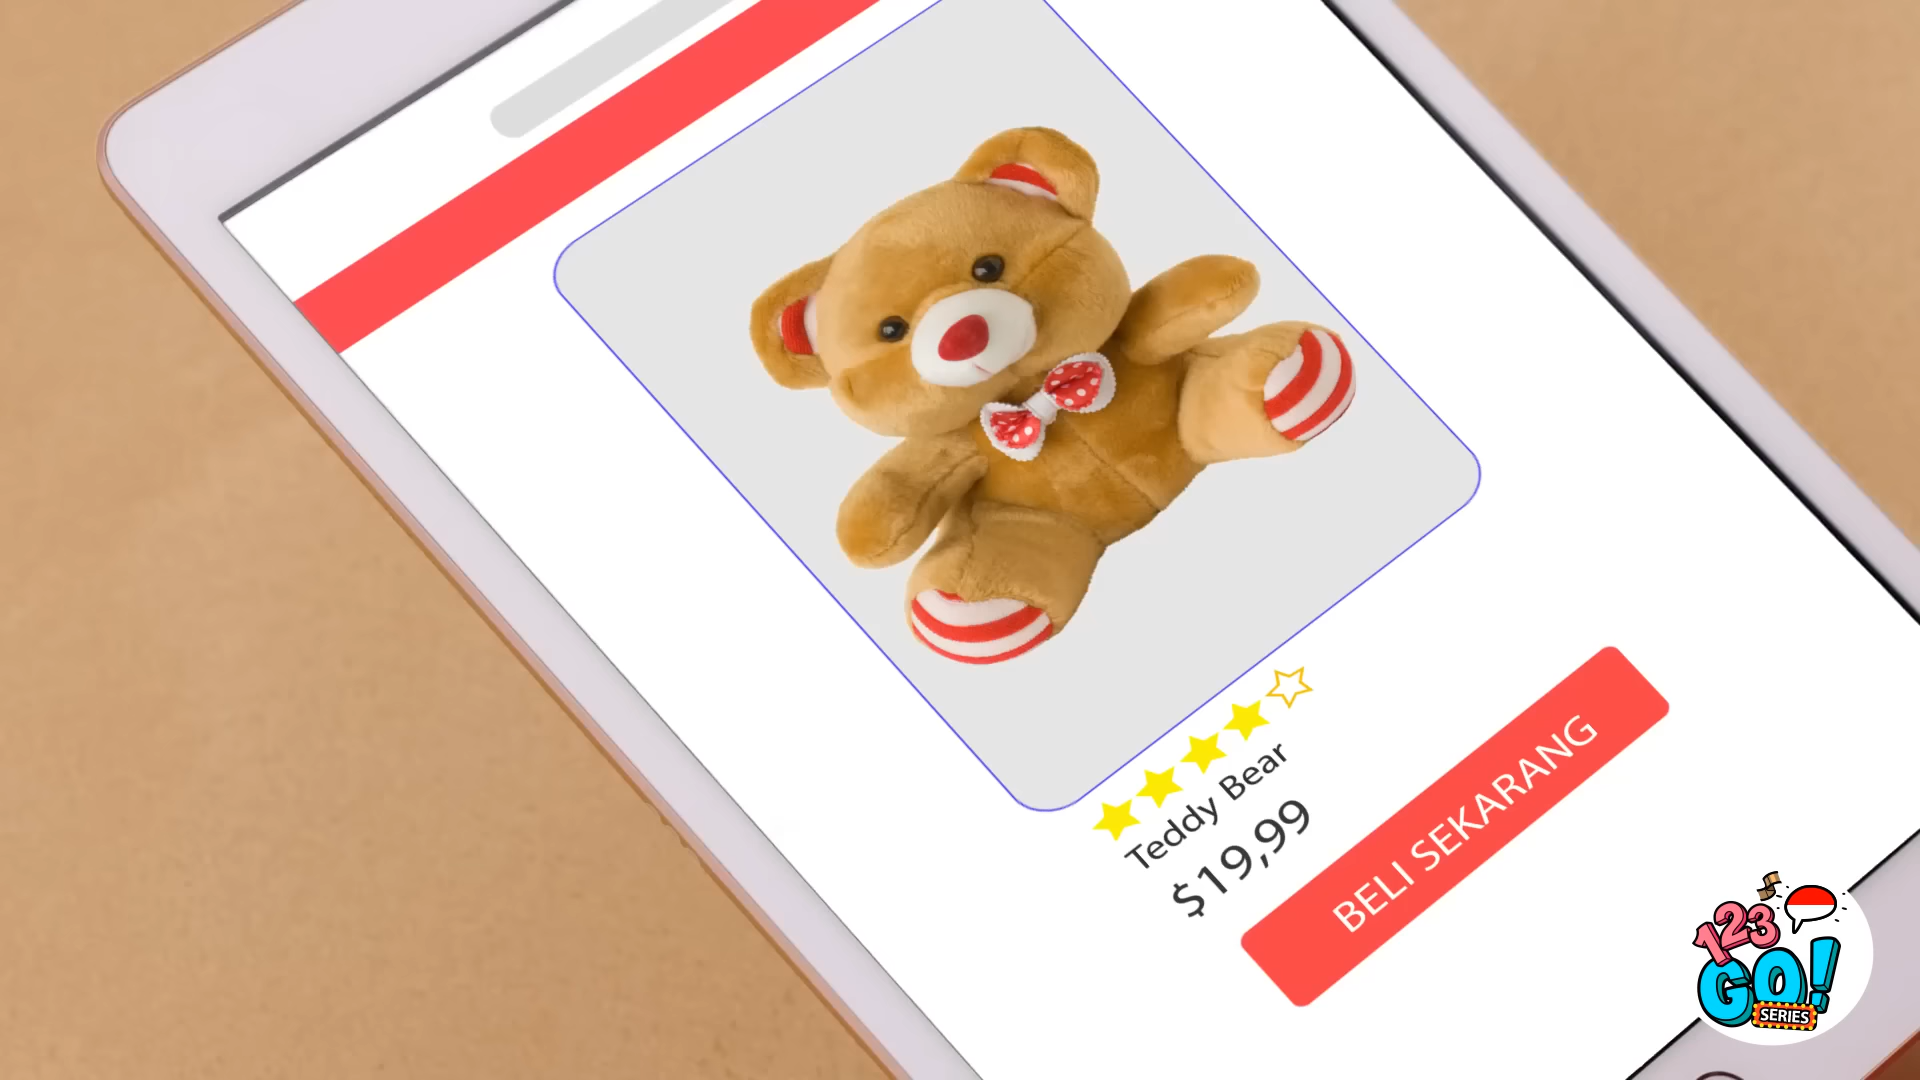 Teddy Bear
$19,99
BELI SEKARANG
123
GO!
SERIES